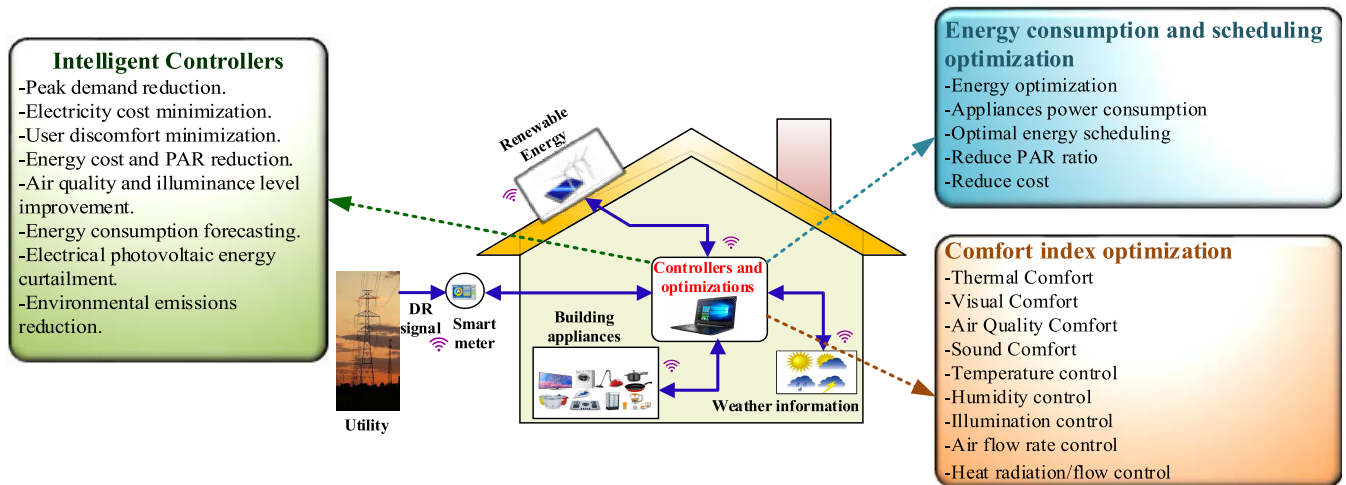 Intelligent Controllers
-Peak demand reduction.
-Electricity cost minimization.
-User discomfort minimization.
-Energy cost and PAR reduction.
-Air quality and illuminance level
improvement.
-Energy consumption forecasting.
-Electrical photovoltaic energy
curtailment.
-Environmental emissions
reduction.
Renewable
Energy
Controllers and
optimizations
DR
signal
Smart
meter
Building
appliances
Weather information
Utility
Energy consumption and scheduling
optimization
-Energy optimization
-Appliances power consumption
-Optimal energy scheduling
-Reduce PAR ratio
-Reduce cost
Comfort index optimization
-Thermal Comfort
-Visual Comfort
-Air Quality Comfort
-Sound Comfort
-Temperature control
-Humidity control
-Illumination control
-Air flow rate control
-Heat radiation/flow control